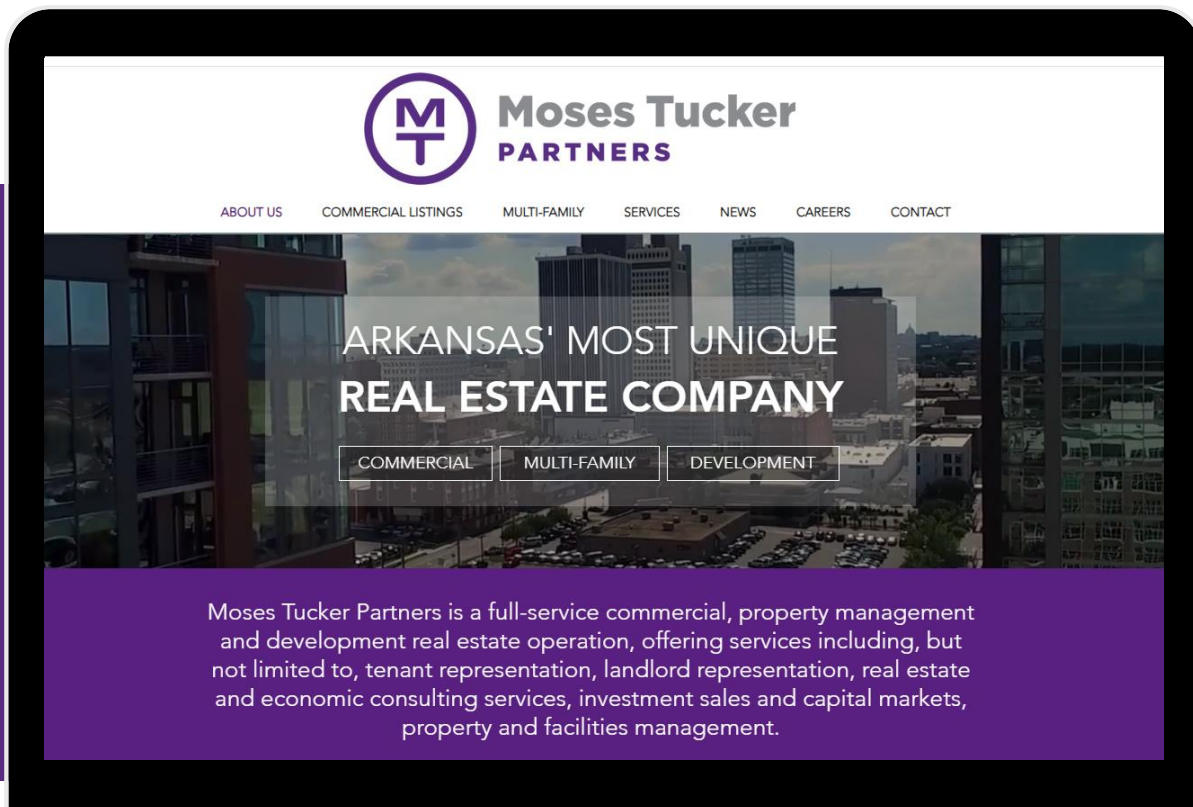 MT
Moses Tucker
PARTNERS
ABOUT US COMMERCIAL LISTINGS MULTI-FAMILY SERVICES NEWS CAREERS CONTACT
ARKANSAS' MOST UNIQUE
REAL ESTATE COMPANY
COMMERCIAL MULTI-FAMILY DEVELOPMENT
Moses Tucker Partners is a full-service commercial, property management
and development real estate operation, offering services including, but
not limited to, tenant representation, landlord representation, real estate
and economic consulting services, investment sales and capital markets,
property and facilities management.